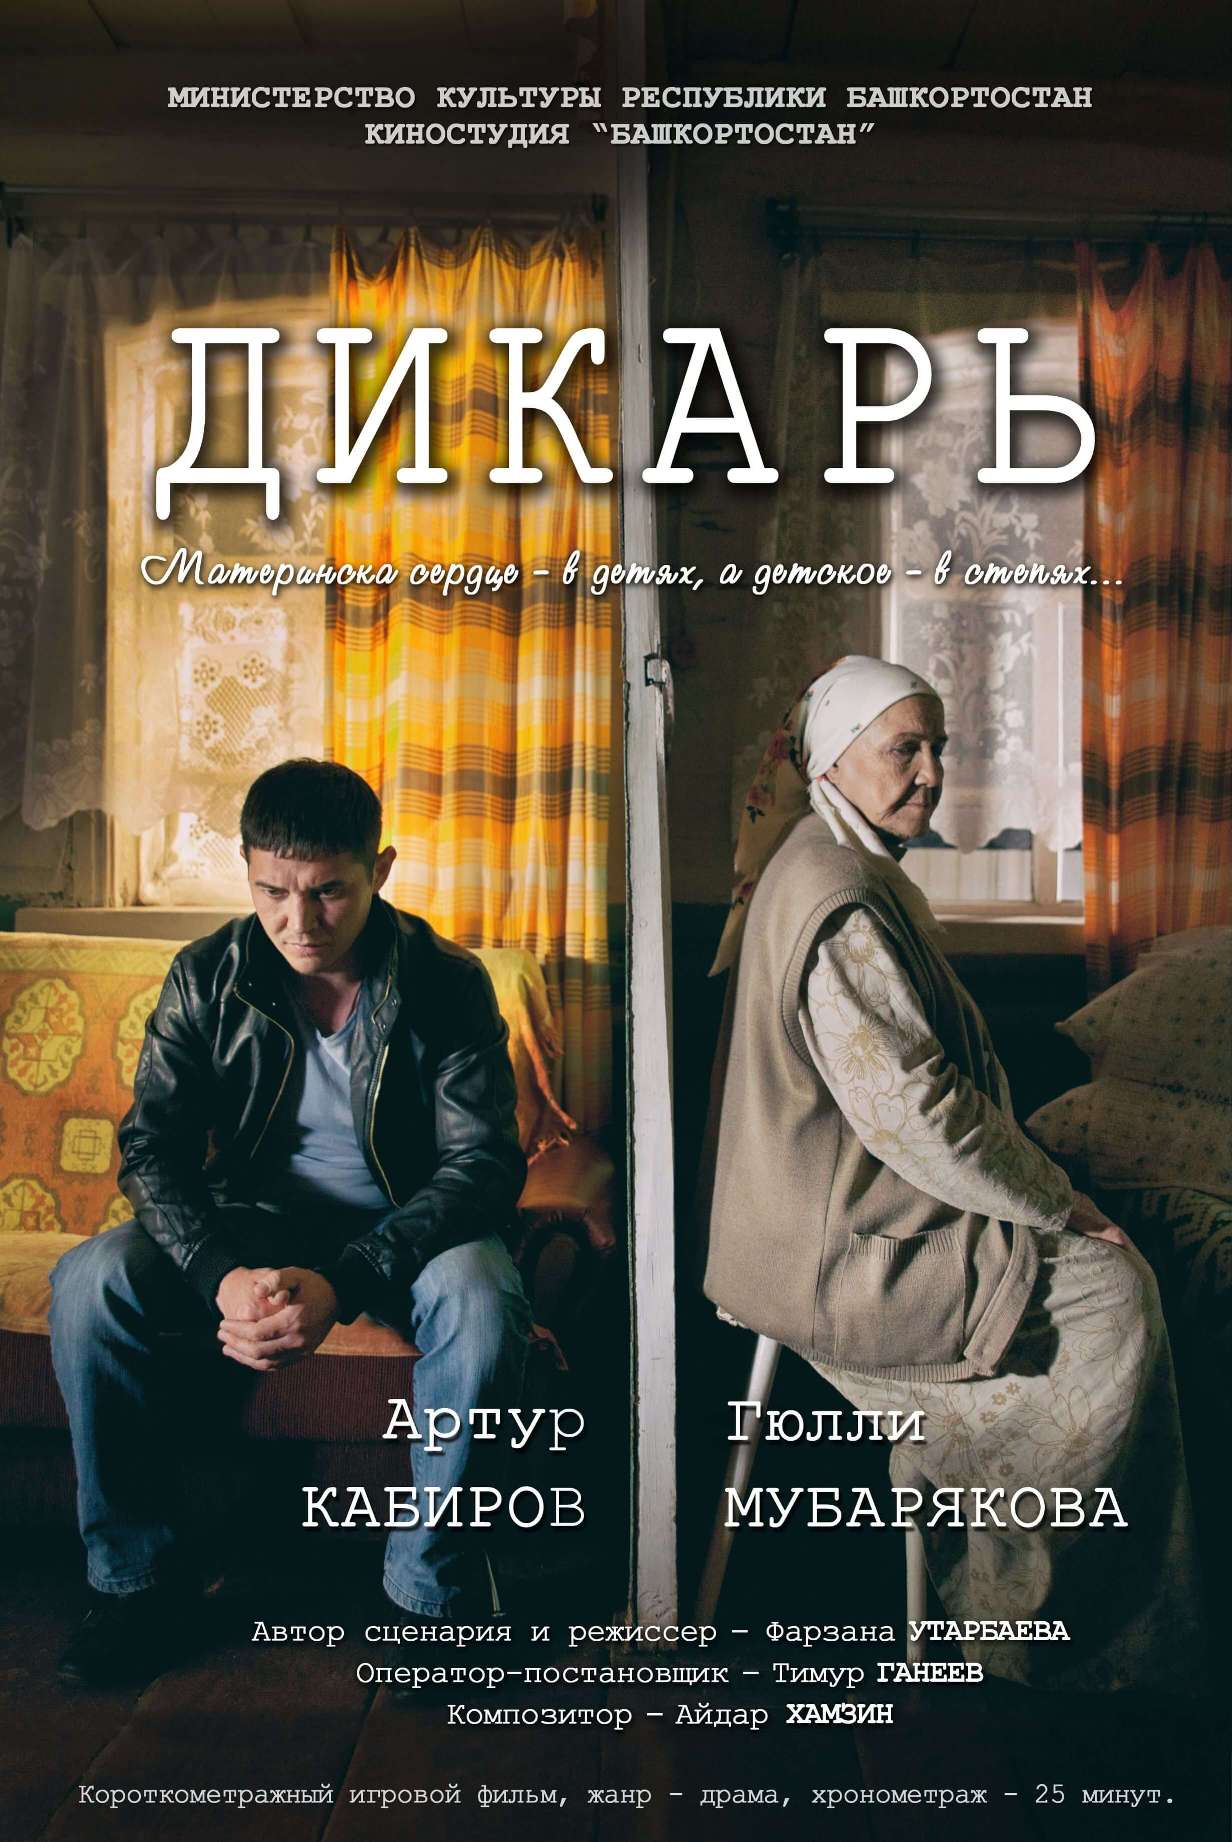 МИНИСТЕРСТВО КУЛЬТУРЫ РЕСПУБЛИКИ БАШКОРТОСТАН
КИНОСТУДИЯ “БАШКОРТОСТАН”
ДИКАРЬ
Материнска сердце - в детях, а детское - в степях...
Артур
КАБИРОВ
Гюлли
МУБАРЯКОВА
Автор сценария и режиссер – Фарзана УТАРБАЕВА
Оператор-постановщик – Тимур ГАНЕЕВ
Композитор – Айдар ХАМЗИН
Короткометражный игровой фильм, жанр - драма, хронометраж - 25 минут.